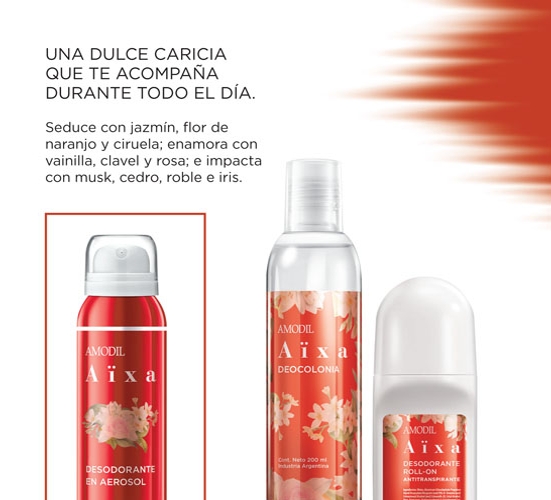 UNA DULCE CARICIA
QUE TE ACOMPAÑA
DURANTE TODO EL DÍA.
Seduce con jazmín, flor de
naranjo y ciruela; enamora con
vainilla, clavel y rosa; e impacta
con musk, cedro, roble e iris.
AMODIL
Aïxa
DESODORANTE
EN AEROSOL
AMODIL
Aïxa
DEOCOLONIA
Cont. Neto 200 ml
Industria Argentina
AMODIL
Aïxa
DESODORANTE
ROLL-ON
ANTITRANSPIRANTE